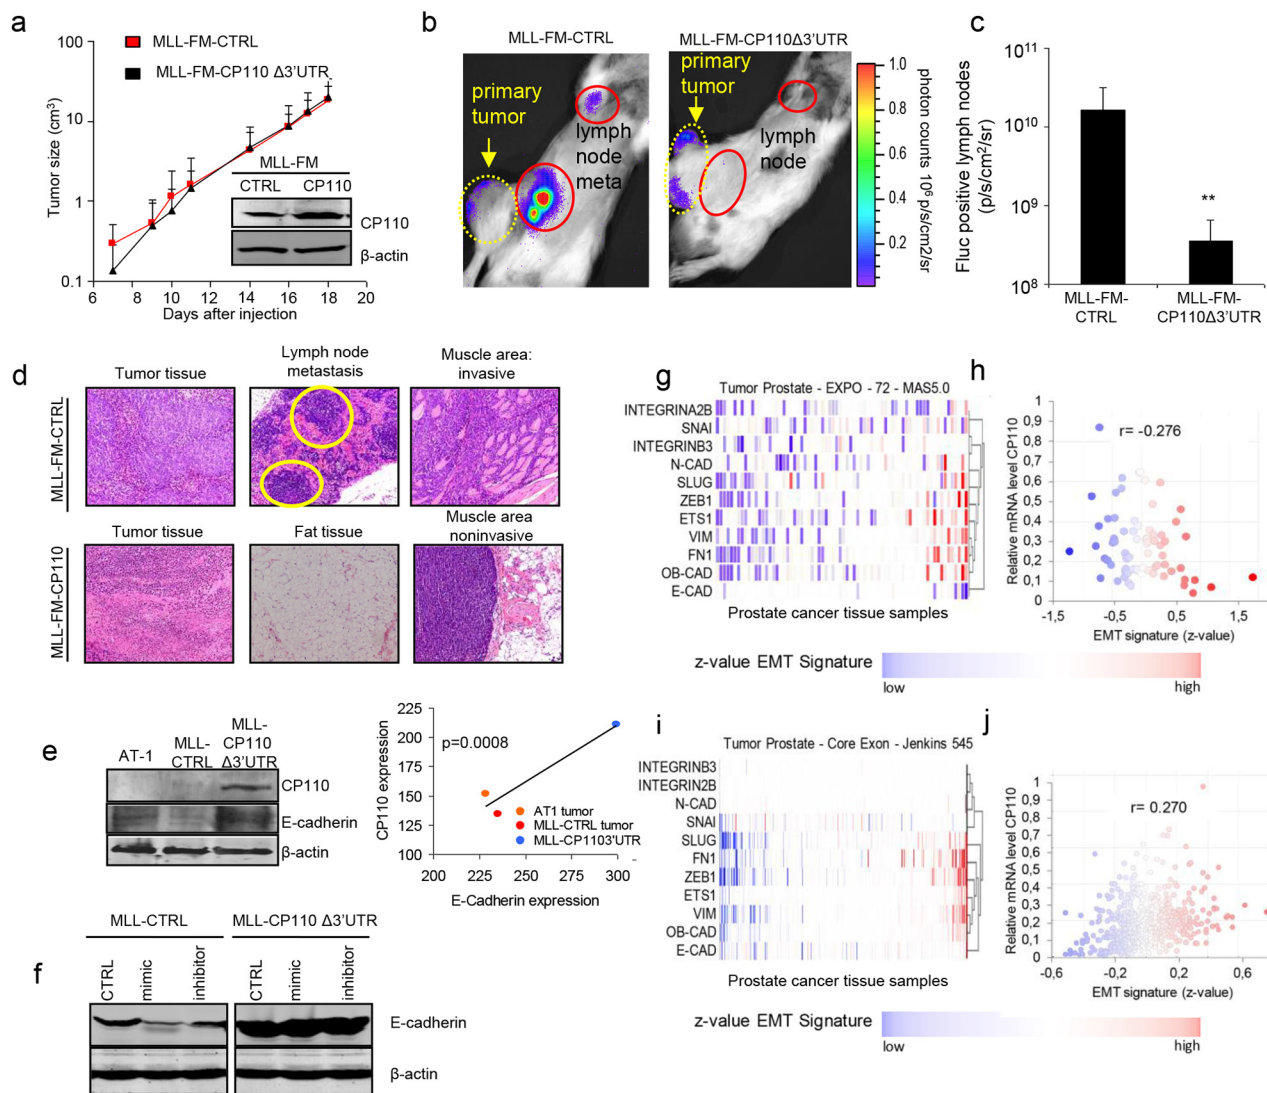 a
MLL-FM-CTRL
MLL-FM-CP110 Δ3'UTR
Tumor size (cm³)
100
10
1
0.1
MLL-FM
CTRL CP110
CP110
β-actin
6 8 10 12 14 16 18 20
Days after injection
b
MLL-FM-CTRL
primary
tumor
lymph
node
meta
MLL-FM-CP110Δ3'UTR
primary
tumor
lymph
node
1.0
0.8
0.6
0.4
0.2
photon counts 10⁶ p/s/cm2/sr
c
Fluc positive lymph nodes
(p/s/cm²/sr)
10¹¹
10¹⁰
10⁹
10⁸
**
MLL-FM-
CTRL
MLL-FM-
CP110Δ3'UTR
d
MLL-FM-CTRL
Tumor tissue
Lymph node
metastasis
Muscle area:
invasive
MLL-FM-CP110
Tumor tissue
Fat tissue
Muscle area
noninvasive
e
AT-1
MLL-
CTRL
MLL-
CP110
Δ3'UTR
CP110
E-cadherin
β-actin
CP110 expression
225
200
175
150
125
100
p=0.0008
AT1 tumor
MLL-CTRL tumor
MLL-CP1103'UTR
200 225 250 275 300
E-Cadherin expression
f
MLL-CTRL
MLL-CP110 Δ3'UTR
CTRL
mimic
inhibitor
CTRL
mimic
inhibitor
E-cadherin
β-actin
g
Tumor Prostate - EXPO - 72 - MAS5.0
INTEGRINA2B
SNAI
INTEGRINB3
N-CAD
SLUG
ZEB1
ETS1
VIM
FN1
OB-CAD
E-CAD
Prostate cancer tissue samples
z-value EMT Signature
low
high
h
r= -0.276
Relative mRNA level CP110
1
0,9
0,8
0,7
0,6
0,5
0,4
0,3
0,2
0,1
0
-1,5 -0,5 0,5 1,5
EMT signature (z-value)
i
Tumor Prostate - Core Exon - Jenkins 545
INTEGRINB3
INTEGRIN2B
N-CAD
SNAI
SLUG
FN1
ZEB1
ETS1
VIM
OB-CAD
E-CAD
Prostate cancer tissue samples
z-value EMT Signature
low
high
j
r= 0.270
Relative mRNA level CP110
1
0,9
0,8
0,7
0,6
0,5
0,4
0,3
0,2
0,1
0
-0,6 -0,2 0,2 0,6
EMT signature (z-value)